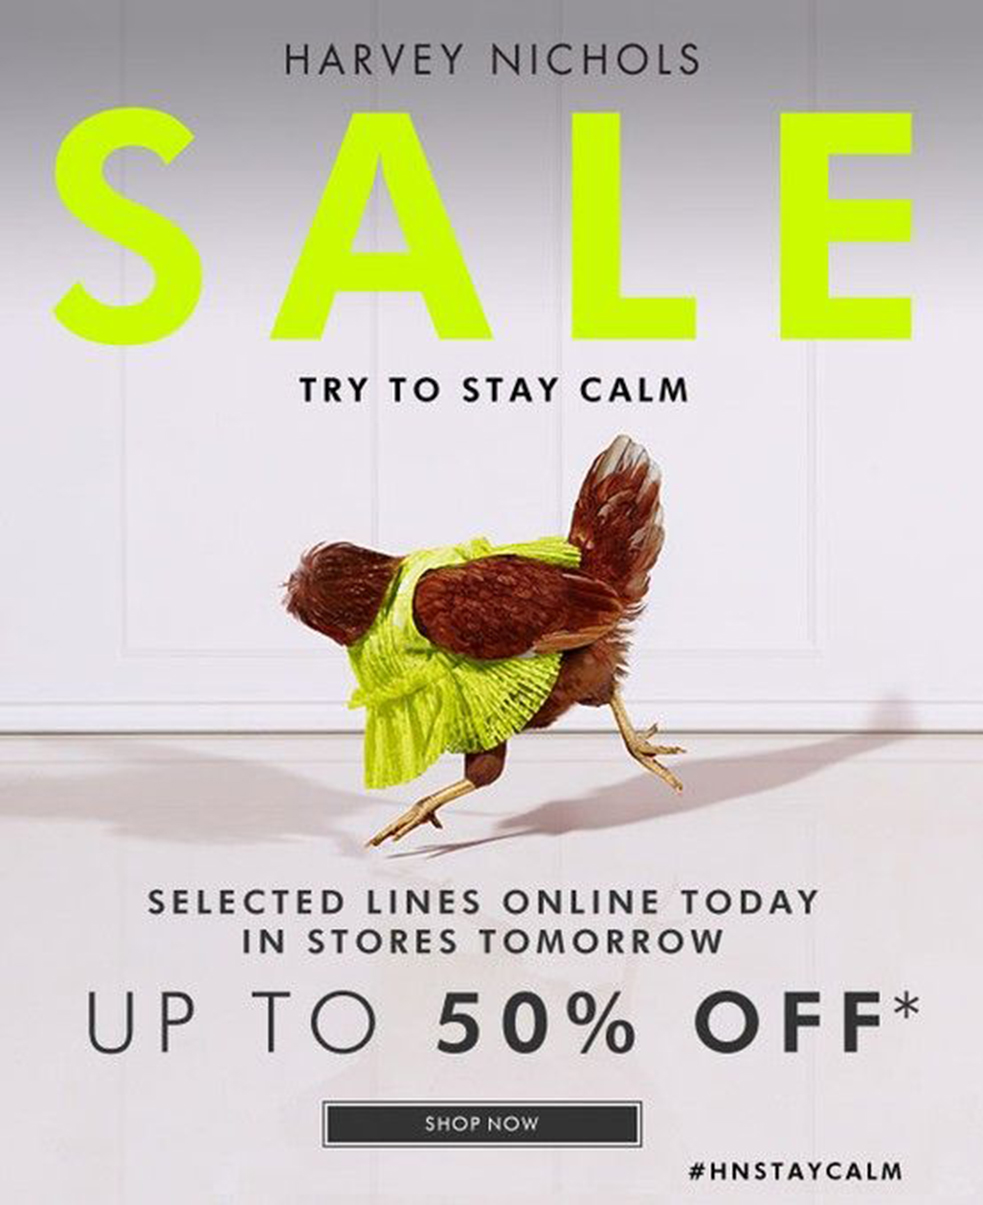 HARVEY NICHOLS
SALE
TRY TO STAY CALM
SELECTED LINES ONLINE TODAY
IN STORES TOMORROW
UP TO 50% OFF*
SHOP NOW
#HNSTAYCALM